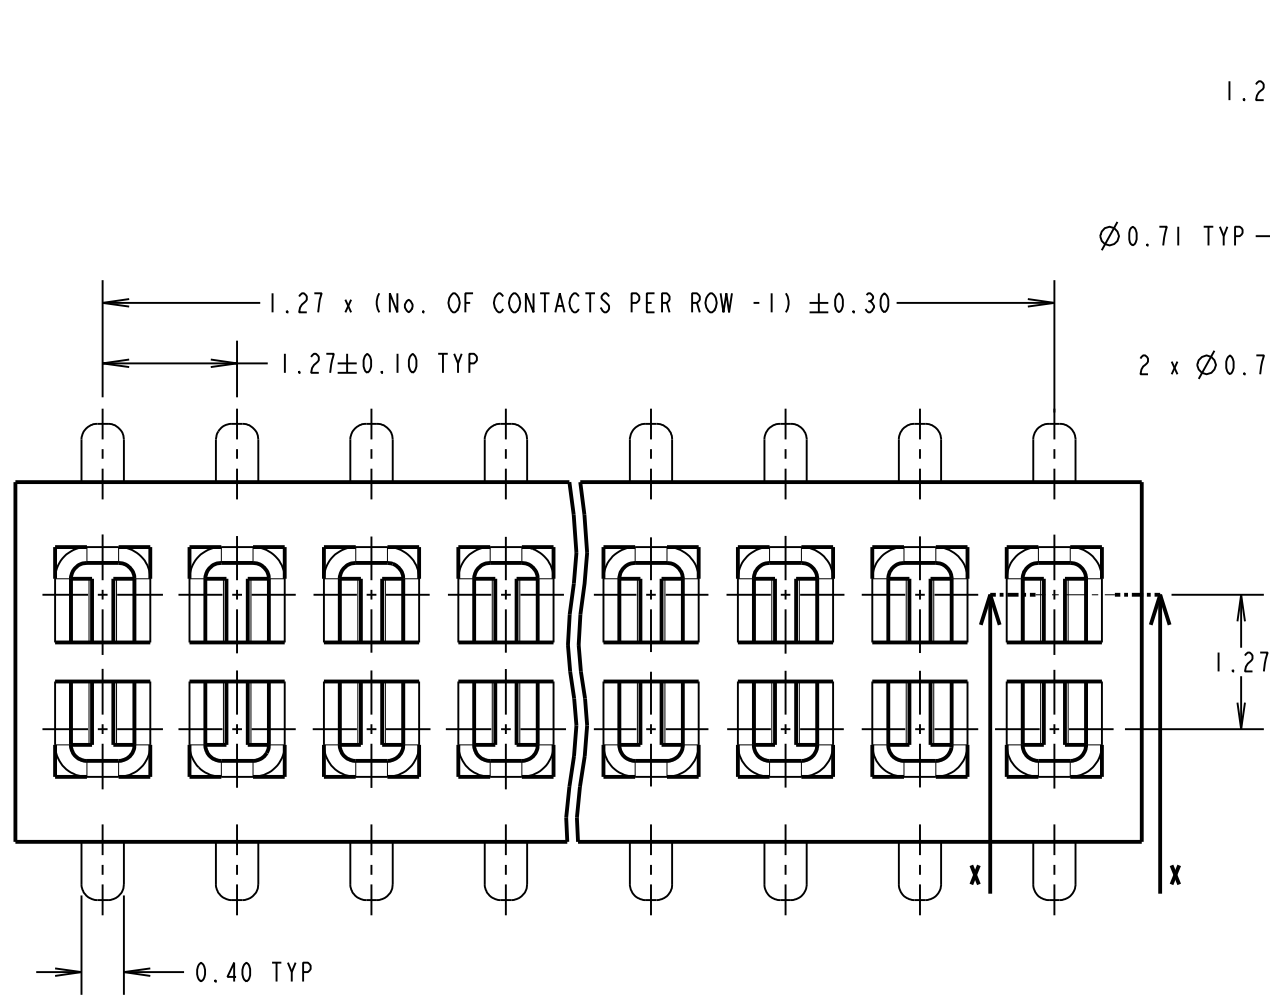 1.2
Ø0.71 TYP
1.27 x (No. OF CONTACTS PER ROW -1) ±0.30
1.27±0.10 TYP
2 x Ø0.7
1.27
x
x
0.40 TYP